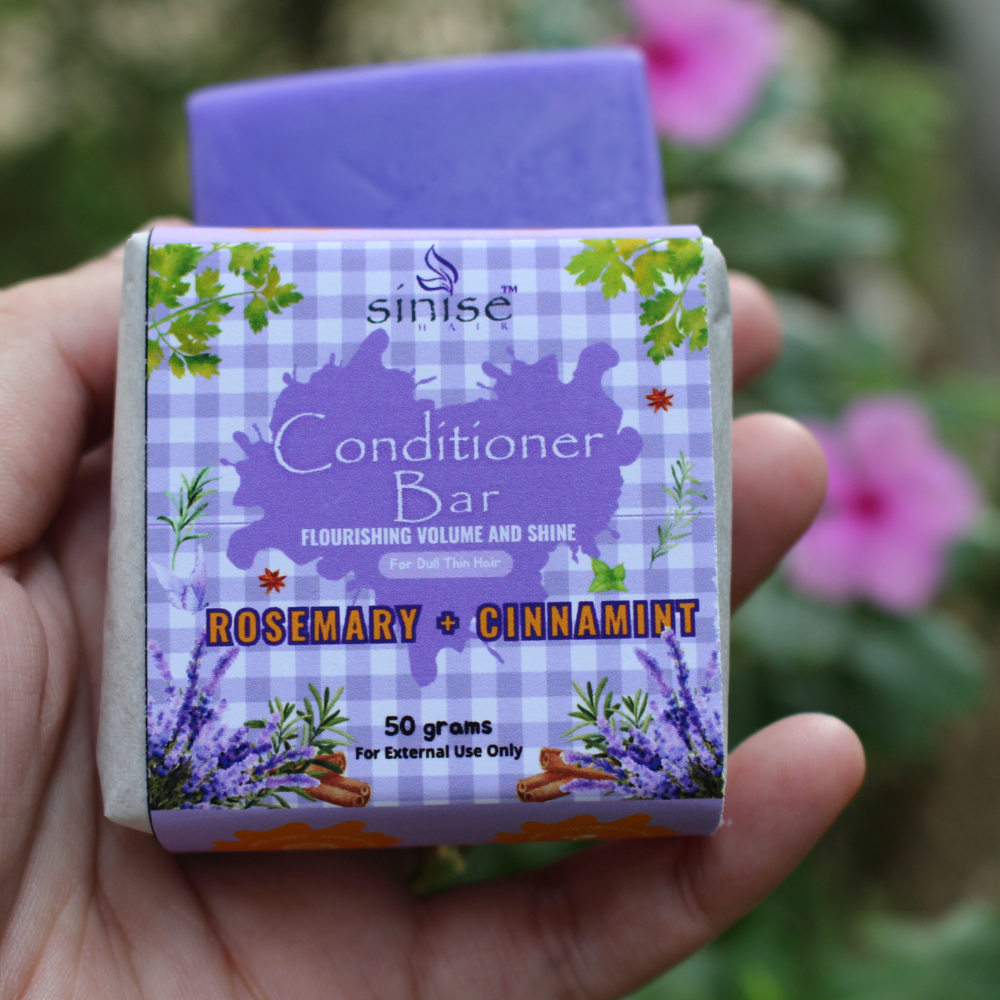 sinise™
HAIR
Conditioner
Bar
FLOURISHING VOLUME AND SHINE
For Dull Thin Hair
ROSEMARY + CINNAMINT
50 grams
For External Use Only